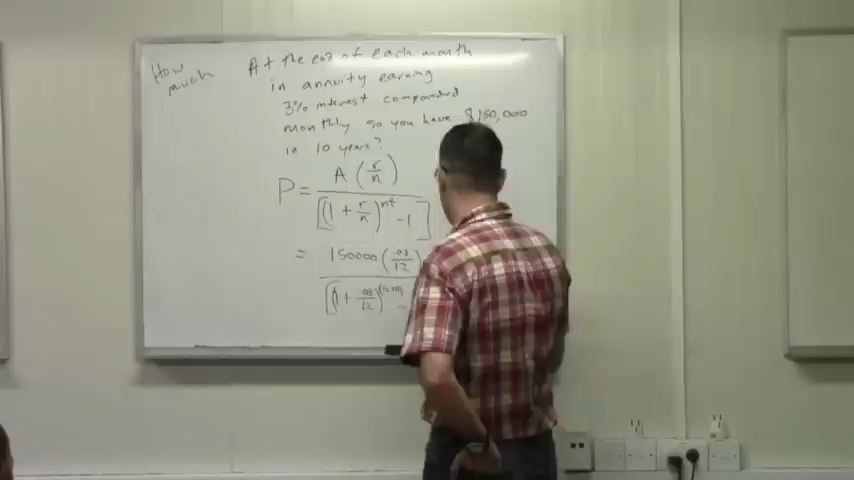 How much
At the end of each month
in annuity earning
3% interest compounded
monthly so you have $150,000
in 10 years?
P = A (r/n) / [(1 + r/n)^nt - 1]
= 150000 (.03/12) / [(1 + .03/12)^(12·10) -